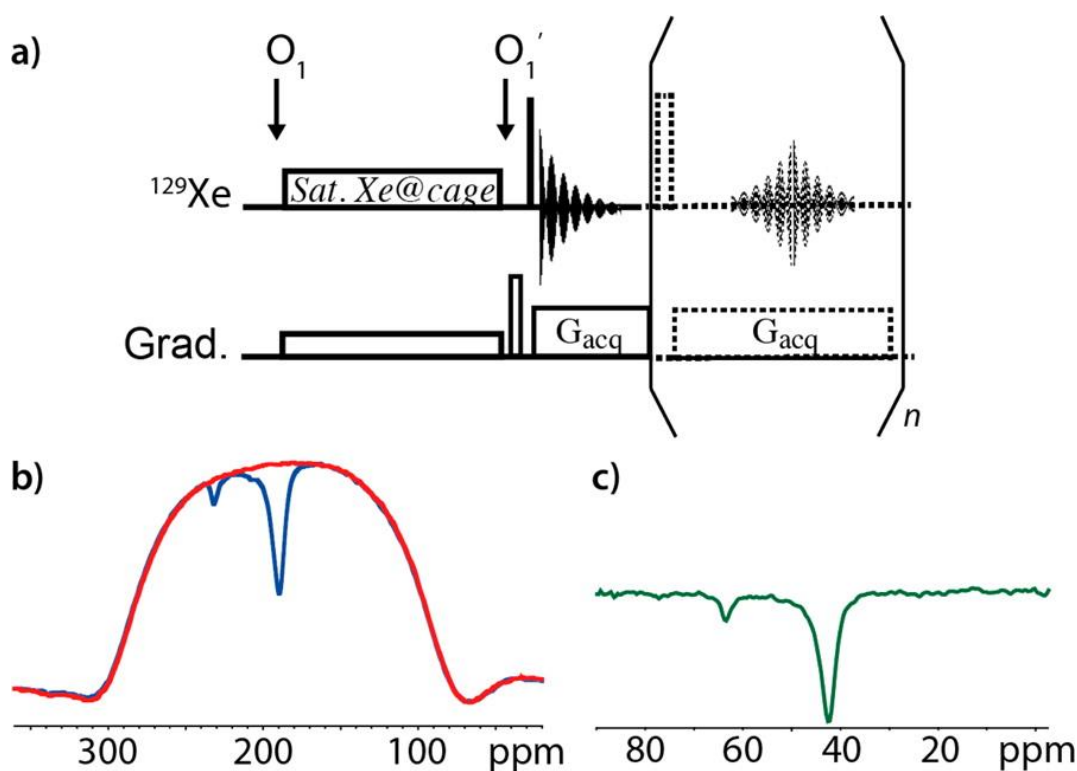 a)
O1
O1'
129Xe
Sat. Xe@cage
Grad.
Gacq
Gacq
n
b)
c)
300 200 100 ppm
80 60 40 20 ppm